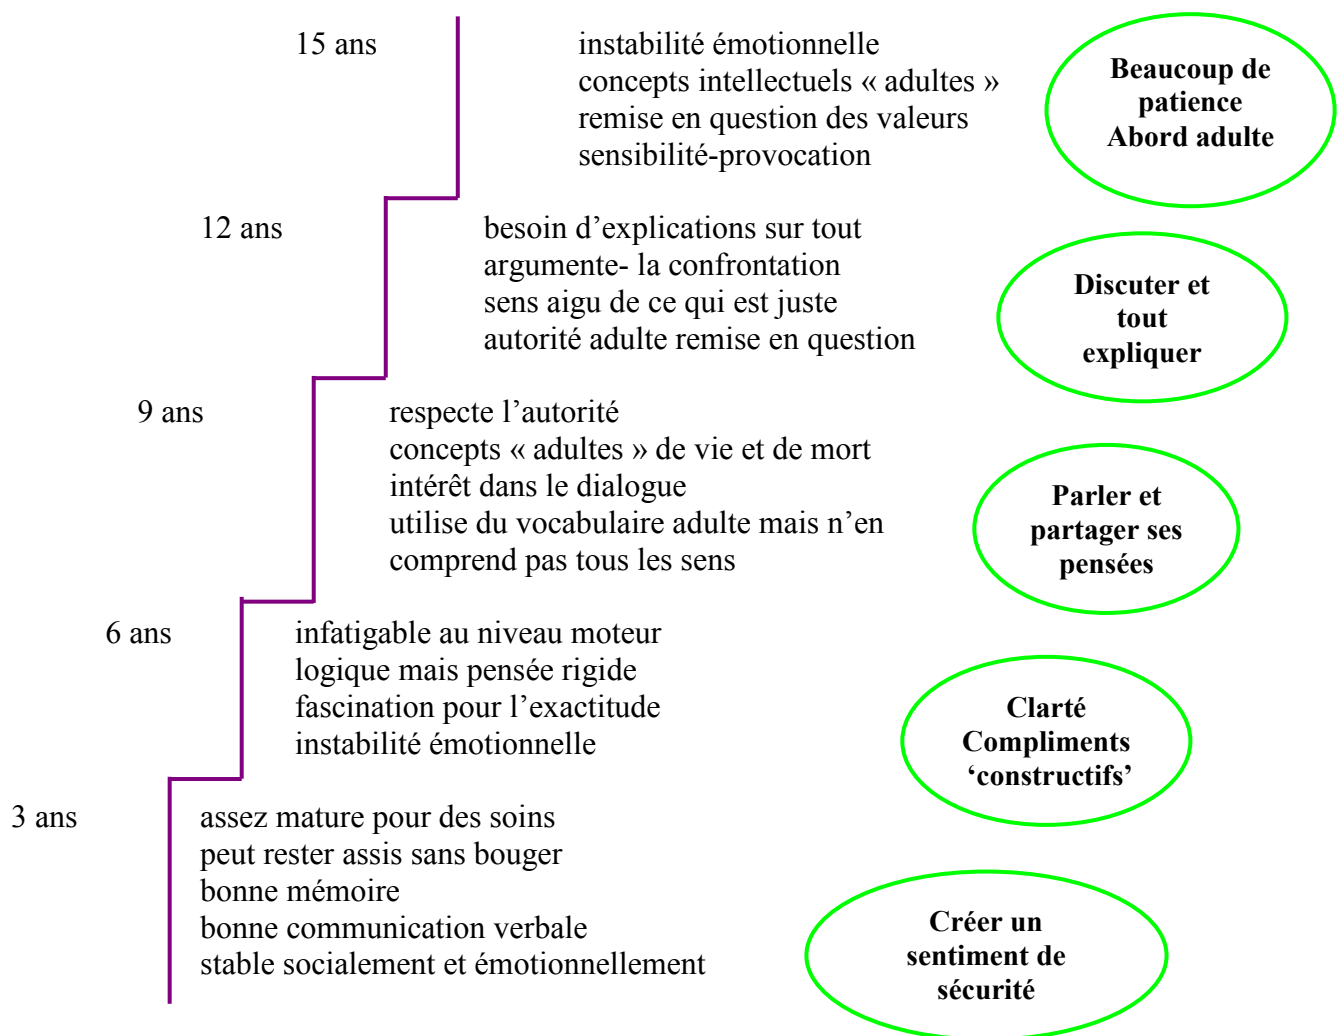 15 ans
instabilité émotionnelle
concepts intellectuels « adultes »
remise en question des valeurs
sensibilité-provocation
Beaucoup de
patience
Abord adulte
12 ans
besoin d’explications sur tout
argumente- la confrontation
sens aigu de ce qui est juste
autorité adulte remise en question
Discuter et
tout
expliquer
9 ans
respecte l’autorité
concepts « adultes » de vie et de mort
intérêt dans le dialogue
utilise du vocabulaire adulte mais n’en
comprend pas tous les sens
Parler et
partager ses
pensées
6 ans
infatigable au niveau moteur
logique mais pensée rigide
fascination pour l’exactitude
instabilité émotionnelle
Clarté
Compliments
‘constructifs’
3 ans
assez mature pour des soins
peut rester assis sans bouger
bonne mémoire
bonne communication verbale
stable socialement et émotionnellement
Créer un
sentiment de
sécurité